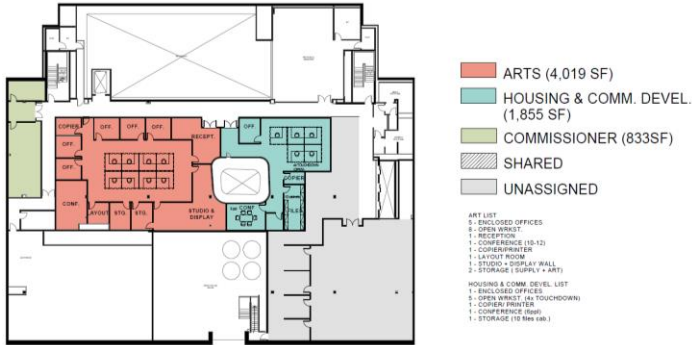 COPIER
OFF.
OFF.
OFF.
OFF.
OFF.
RECEPT.
OFF.
OFF.
COPIER
CONF.
LAYOUT
STG.
STG.
STUDIO &
DISPLAY
CONF.
ARTS (4,019 SF)
HOUSING & COMM. DEVEL.
(1,855 SF)
COMMISSIONER (833SF)
SHARED
UNASSIGNED
ART LIST
5 - ENCLOSED OFFICES
8 - OPEN WRKST.
1 - RECEPTION
1 - CONFERENCE (10-12)
1 - COPIER/PRINTER
1 - LAYOUT ROOM
1 - STUDIO + DISPLAY WALL
2 - STORAGE ( SUPPLY + ART)
HOUSING & COMM. DEVEL. LIST
1 - ENCLOSED OFFICES
5 - OPEN WRKST. (4x TOUCHDOWN)
1 - COPIER/ PRINTER
1 - CONFERENCE (6ppl)
1 - STORAGE (10 files cab.)